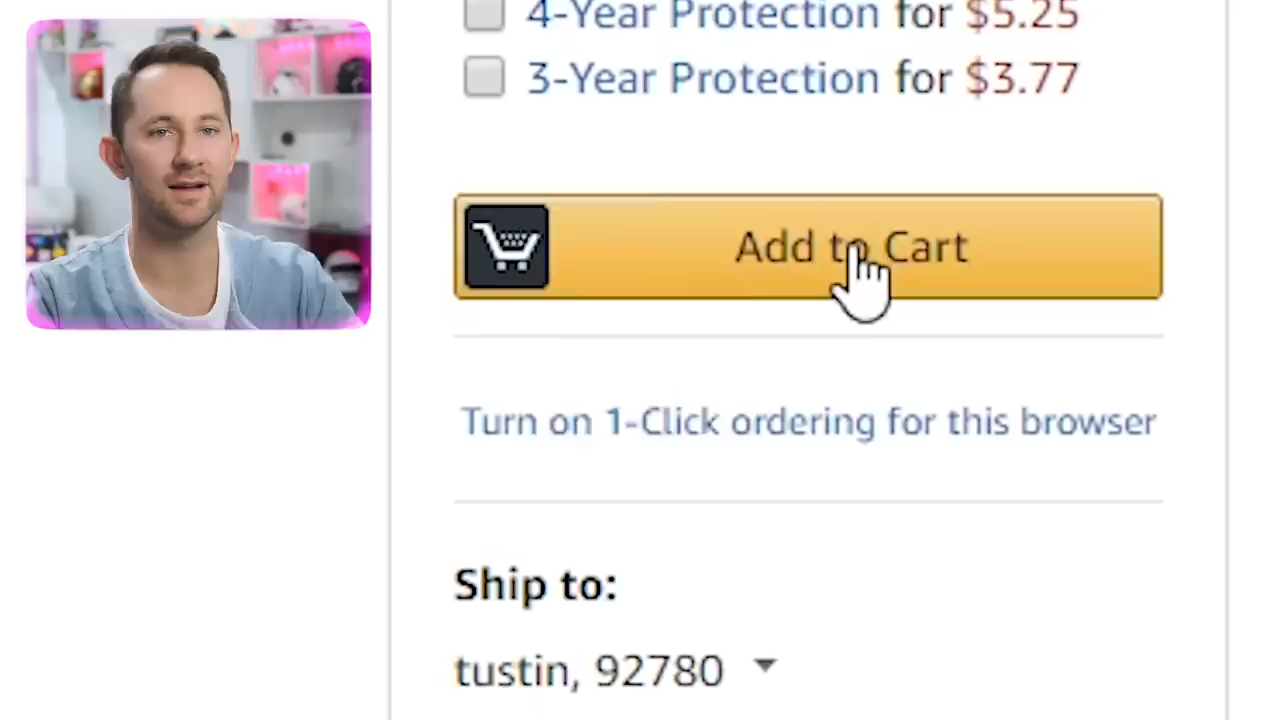 4-Year Protection for $5.25
3-Year Protection for $3.77
Add to Cart
Turn on 1-Click ordering for this browser
Ship to:
tustin, 92780